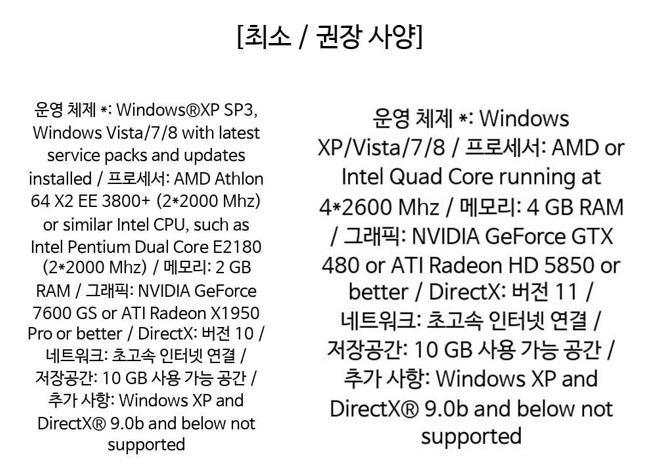 [최소 / 권장 사양]
운영 체제 *: Windows®XP SP3,
Windows Vista/7/8 with latest
service packs and updates
installed / 프로세서: AMD Athlon
64 X2 EE 3800+ (2*2000 Mhz)
or similar Intel CPU, such as
Intel Pentium Dual Core E2180
(2*2000 Mhz) / 메모리: 2 GB
RAM / 그래픽: NVIDIA GeForce
7600 GS or ATI Radeon X1950
Pro or better / DirectX: 버전 10 /
네트워크: 초고속 인터넷 연결 /
저장공간: 10 GB 사용 가능 공간 /
추가 사항: Windows XP and
DirectX® 9.0b and below not
supported
운영 체제 *: Windows
XP/Vista/7/8 / 프로세서: AMD or
Intel Quad Core running at
4*2600 Mhz / 메모리: 4 GB RAM
/ 그래픽: NVIDIA GeForce GTX
480 or ATI Radeon HD 5850 or
better / DirectX: 버전 11 /
네트워크: 초고속 인터넷 연결 /
저장공간: 10 GB 사용 가능 공간 /
추가 사항: Windows XP and
DirectX® 9.0b and below not
supported